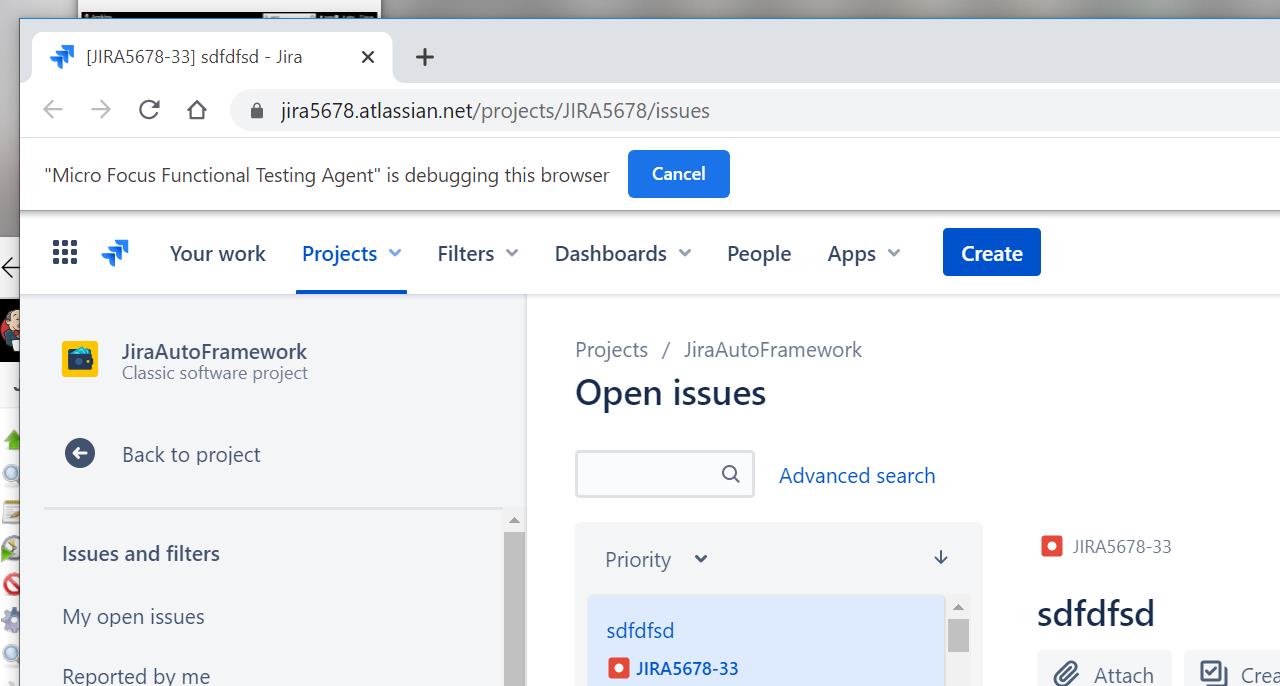 [JIRA5678-33] sdfdfsd - Jira
jira5678.atlassian.net/projects/JIRA5678/issues
"Micro Focus Functional Testing Agent" is debugging this browser Cancel
Your work Projects Filters Dashboards People Apps Create
JiraAutoFramework
Classic software project
Back to project
Issues and filters
My open issues
Reported by me
Projects / JiraAutoFramework
Open issues
Advanced search
Priority
sdfdfsd
JIRA5678-33
JIRA5678-33
sdfdfsd
Attach